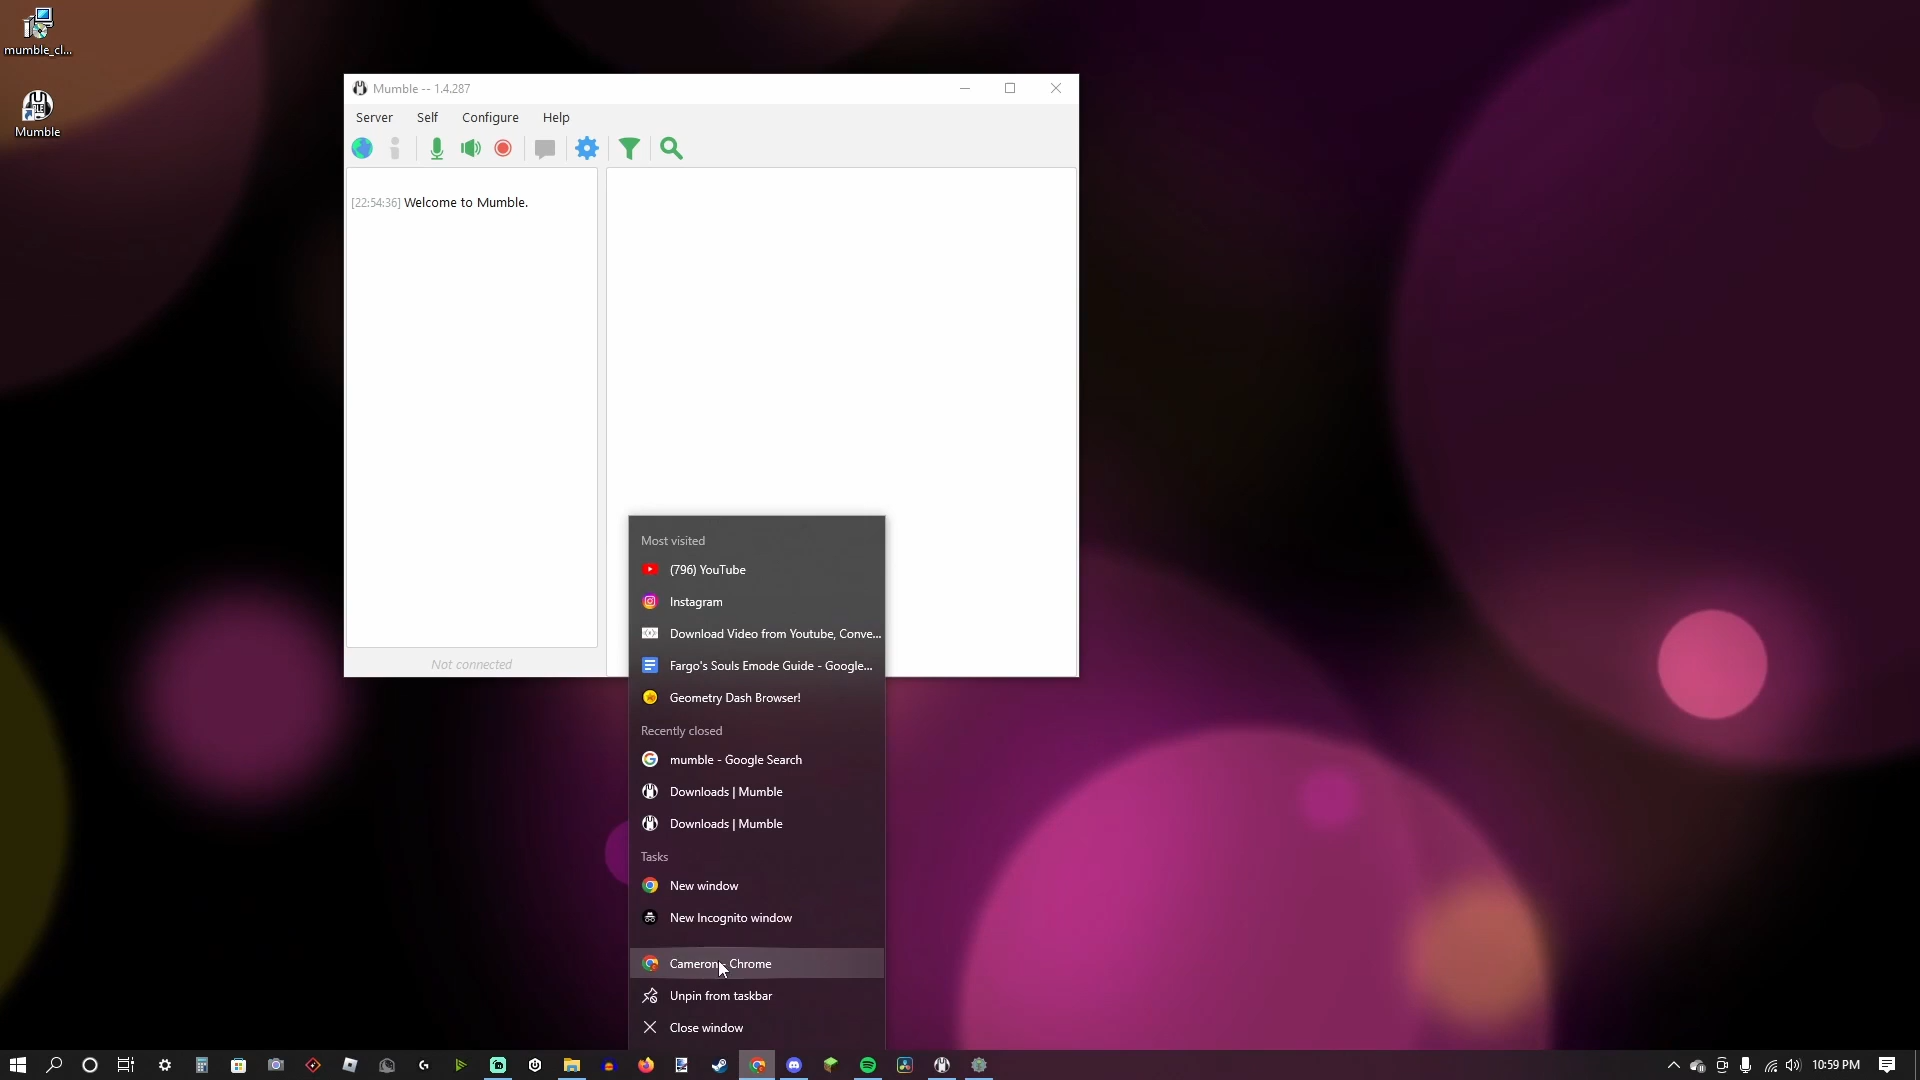 mumble_cl...
Mumble
Mumble -- 1.4.287
Server Self Configure Help
[22:54:36] Welcome to Mumble.
Not connected
Most visited
(796) YouTube
Instagram
Download Video from Youtube, Conve...
Fargo's Souls Emode Guide - Google...
Geometry Dash Browser!
Recently closed
mumble - Google Search
Downloads | Mumble
Downloads | Mumble
Tasks
New window
New Incognito window
Cameron - Chrome
Unpin from taskbar
Close window
10:59 PM